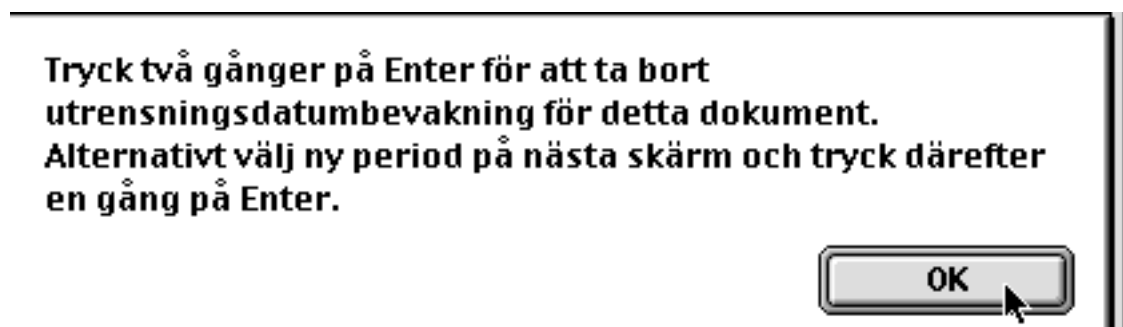 Tryck två gånger på Enter för att ta bort
utrensningsdatumbevakning för detta dokument.
Alternativt välj ny period på nästa skärm och tryck därefter
en gång på Enter.
OK